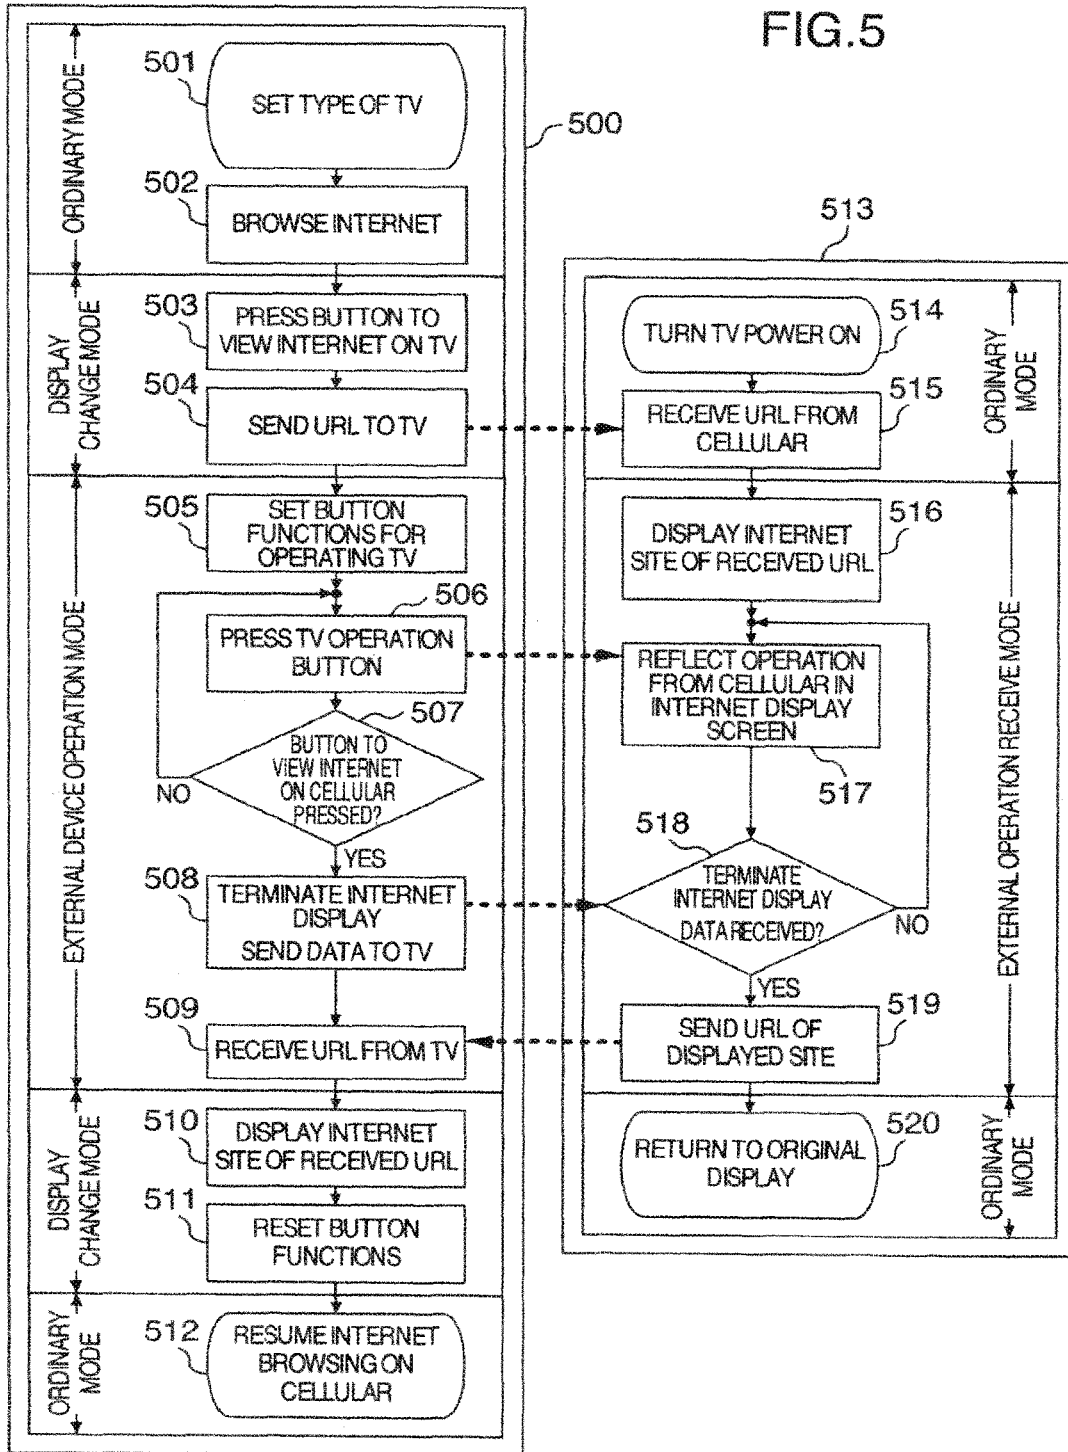 FIG.5
500
ORDINARY MODE
501
SET TYPE OF TV
502
BROWSE INTERNET
DISPLAY
CHANGE MODE
503
PRESS BUTTON TO
VIEW INTERNET ON TV
504
SEND URL TO TV
EXTERNAL DEVICE OPERATION MODE
505
SET BUTTON
FUNCTIONS FOR
OPERATING TV
506
PRESS TV OPERATION
BUTTON
507
BUTTON TO
VIEW INTERNET
ON CELLULAR
PRESSED?
NO
YES
508
TERMINATE INTERNET
DISPLAY
SEND DATA TO TV
509
RECEIVE URL FROM TV
DISPLAY
CHANGE MODE
510
DISPLAY INTERNET
SITE OF RECEIVED URL
511
RESET BUTTON
FUNCTIONS
ORDINARY
MODE
512
RESUME INTERNET
BROWSING ON
CELLULAR
513
TURN TV POWER ON
514
ORDINARY
MODE
RECEIVE URL FROM
CELLULAR
515
DISPLAY INTERNET
SITE OF RECEIVED URL
516
EXTERNAL OPERATION RECEIVE MODE
REFLECT OPERATION
FROM CELLULAR IN
INTERNET DISPLAY
SCREEN
517
518
TERMINATE
INTERNET DISPLAY
DATA RECEIVED?
NO
YES
SEND URL OF
DISPLAYED SITE
519
RETURN TO ORIGINAL
DISPLAY
520
ORDINARY
MODE